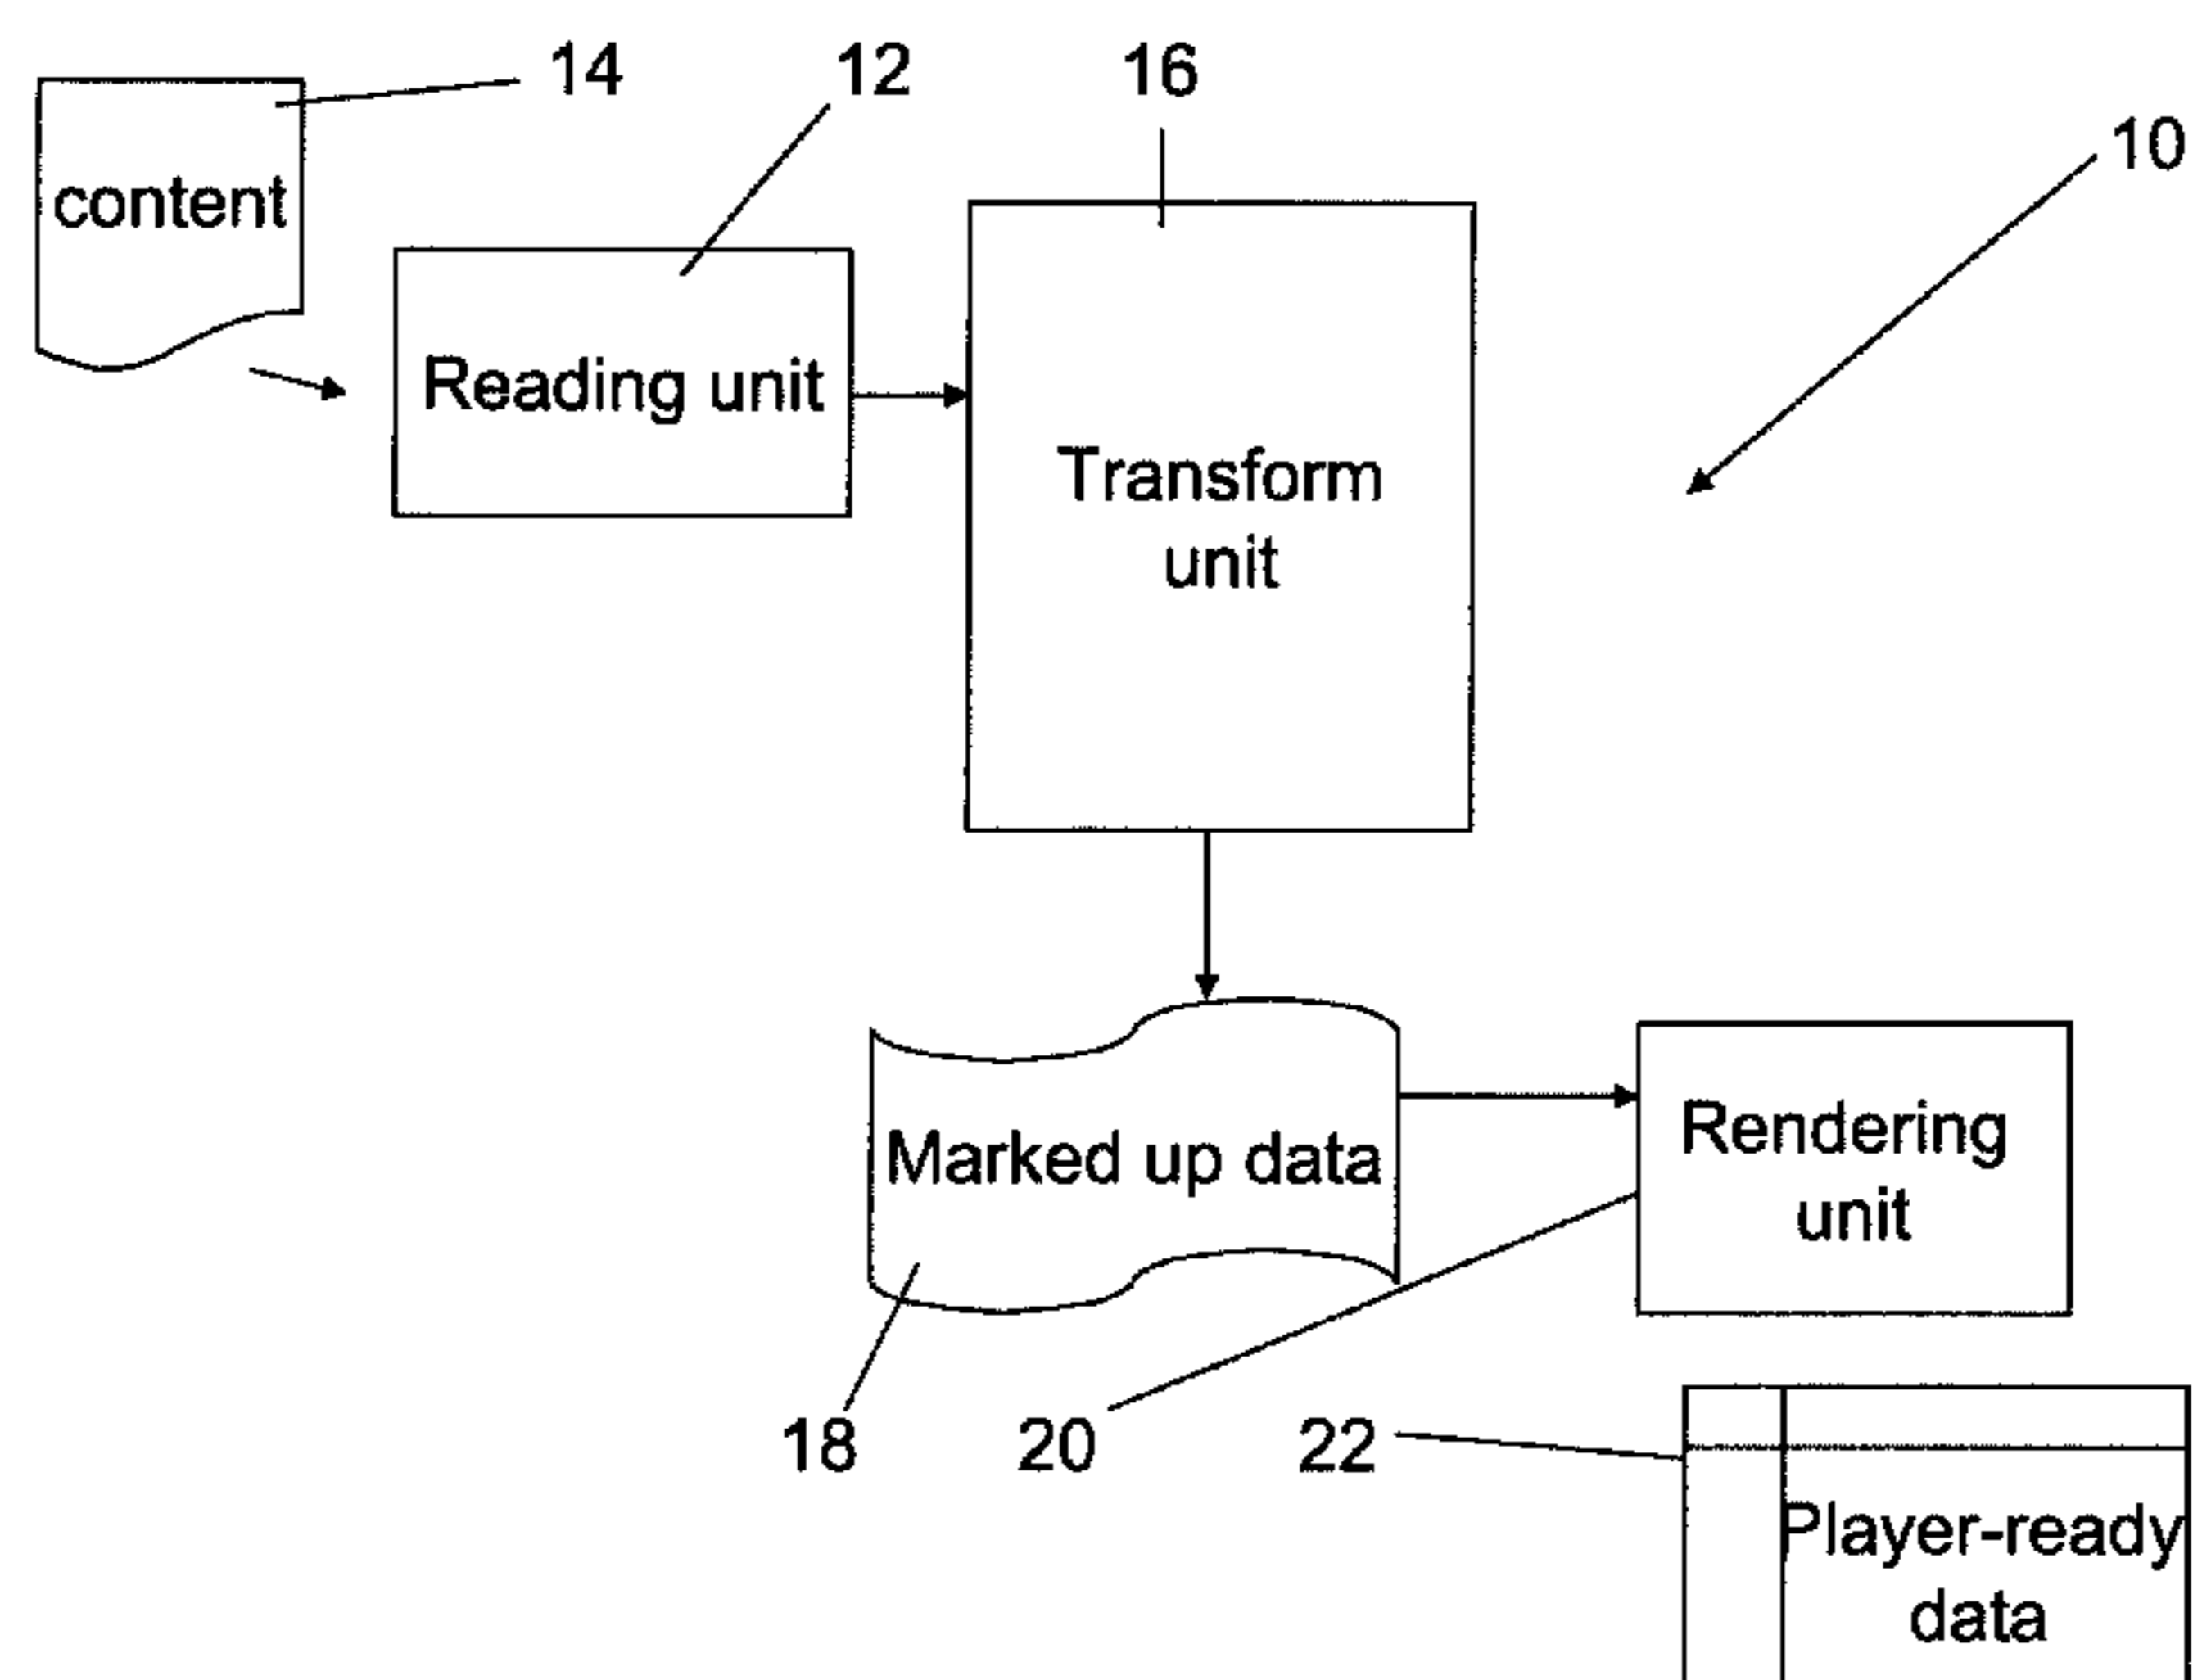 14
12
16
10
content
Reading unit
Transform
unit
Marked up data
Rendering
unit
18
20
22
Player-ready
data